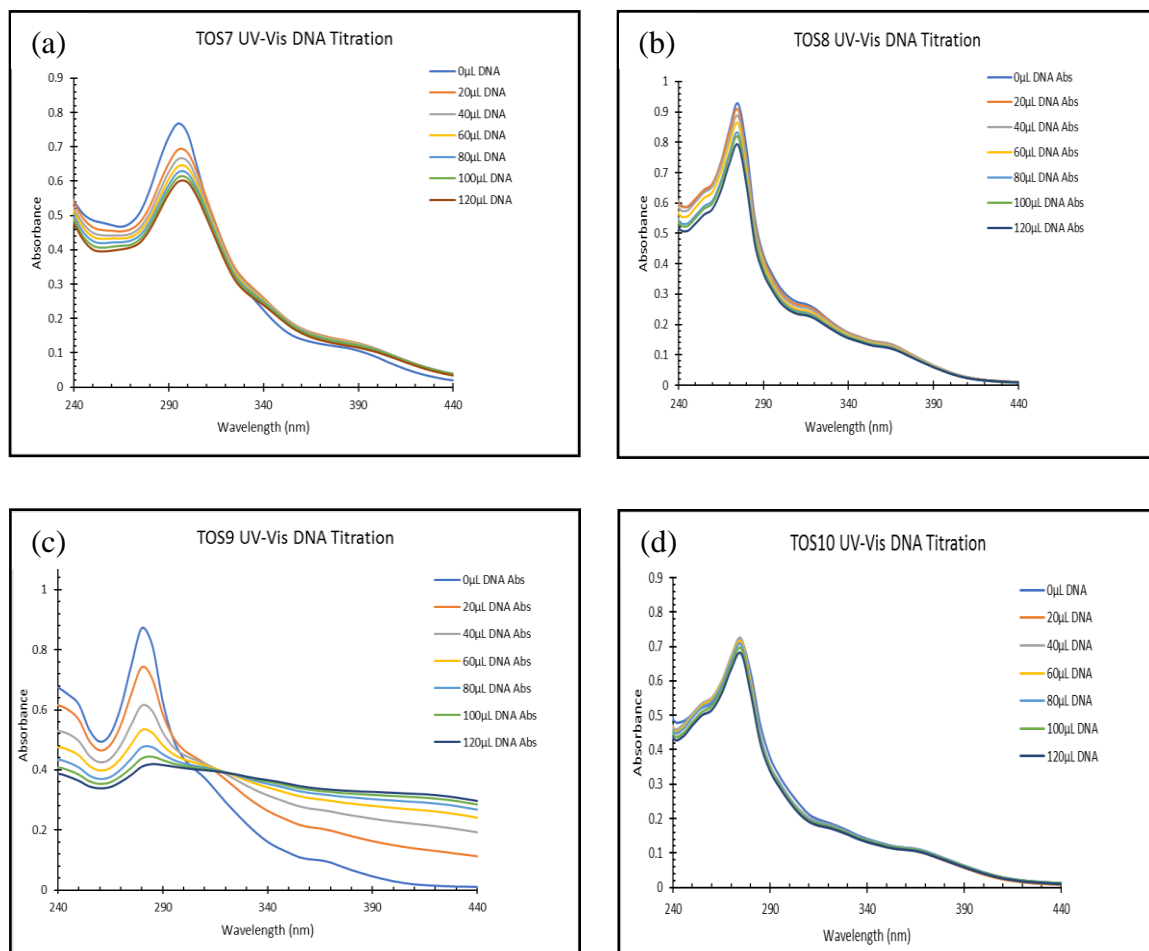 (a)
TOS7 UV-Vis DNA Titration
0.9
0.8
0.7
0.6
0.5
0.4
0.3
0.2
0.1
0
Absorbance
240 290 340 390 440
Wavelength (nm)
0µL DNA
20µL DNA
40µL DNA
60µL DNA
80µL DNA
100µL DNA
120µL DNA
(b)
TOS8 UV-Vis DNA Titration
1
0.9
0.8
0.7
0.6
0.5
0.4
0.3
0.2
0.1
0
Absorbance
240 290 340 390 440
Wavelength (nm)
0µL DNA Abs
20µL DNA Abs
40µL DNA Abs
60µL DNA Abs
80µL DNA Abs
100µL DNA Abs
120µL DNA Abs
(c)
TOS9 UV-Vis DNA Titration
1
0.8
0.6
0.4
0.2
0
Absorbance
240 290 340 390 440
Wavelength (nm)
0µL DNA Abs
20µL DNA Abs
40µL DNA Abs
60µL DNA Abs
80µL DNA Abs
100µL DNA Abs
120µL DNA Abs
(d)
TOS10 UV-Vis DNA Titration
0.9
0.8
0.7
0.6
0.5
0.4
0.3
0.2
0.1
0
Absorbance
240 290 340 390 440
Wavelength (nm)
0µL DNA
20µL DNA
40µL DNA
60µL DNA
80µL DNA
100µL DNA
120µL DNA